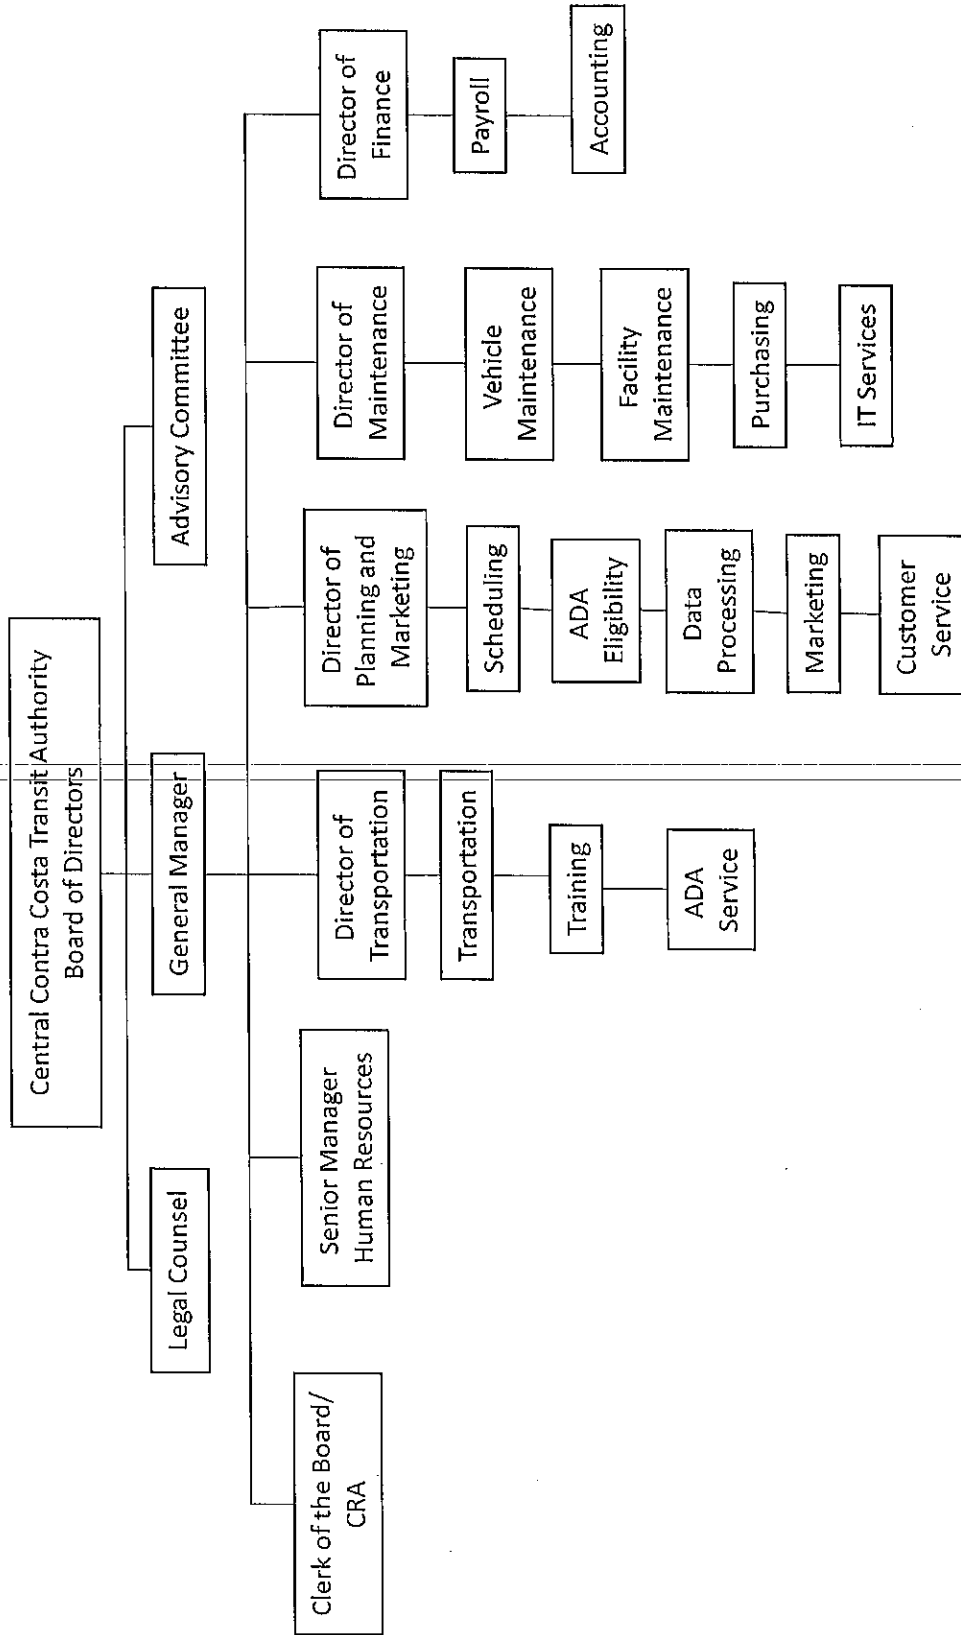 Central Contra Costa Transit Authority
Board of Directors
Legal Counsel
General Manager
Advisory Committee
Clerk of the Board/
CRA
Senior Manager
Human Resources
Director of
Transportation
Transportation
Training
ADA
Service
Director of
Planning and
Marketing
Scheduling
ADA
Eligibility
Data
Processing
Marketing
Customer
Service
Director of
Maintenance
Vehicle
Maintenance
Facility
Maintenance
Purchasing
IT Services
Director of
Finance
Payroll
Accounting